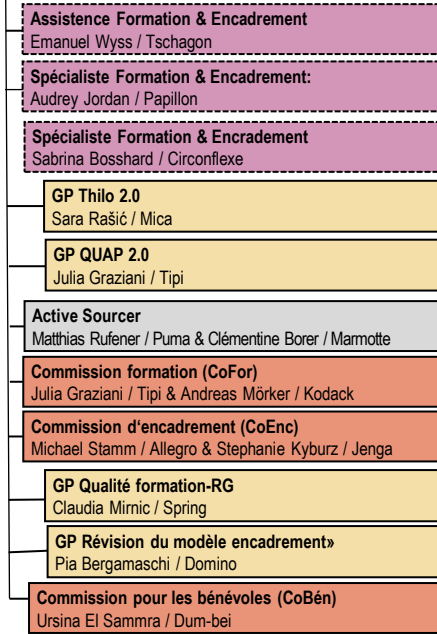 Assistence Formation & Encadrement
Emanuel Wyss / Tschagon
Spécialiste Formation & Encadrement:
Audrey Jordan / Papillon
Spécialiste Formation & Encradement
Sabrina Bosshard / Circonflexe
GP Thilo 2.0
Sara Rašić / Mica
GP QUAP 2.0
Julia Graziani / Tipi
Active Sourcer
Matthias Rufener / Puma & Clémentine Borer / Marmotte
Commission formation (CoFor)
Julia Graziani / Tipi & Andreas Mörker / Kodack
Commission d'encadrement (CoEnc)
Michael Stamm / Allegro & Stephanie Kyburz / Jenga
GP Qualité formation-RG
Claudia Mirnic / Spring
GP Révision du modèle encadrement»
Pia Bergamaschi / Domino
Commission pour les bénévoles (CoBén)
Ursina El Sammra / Dum-bei